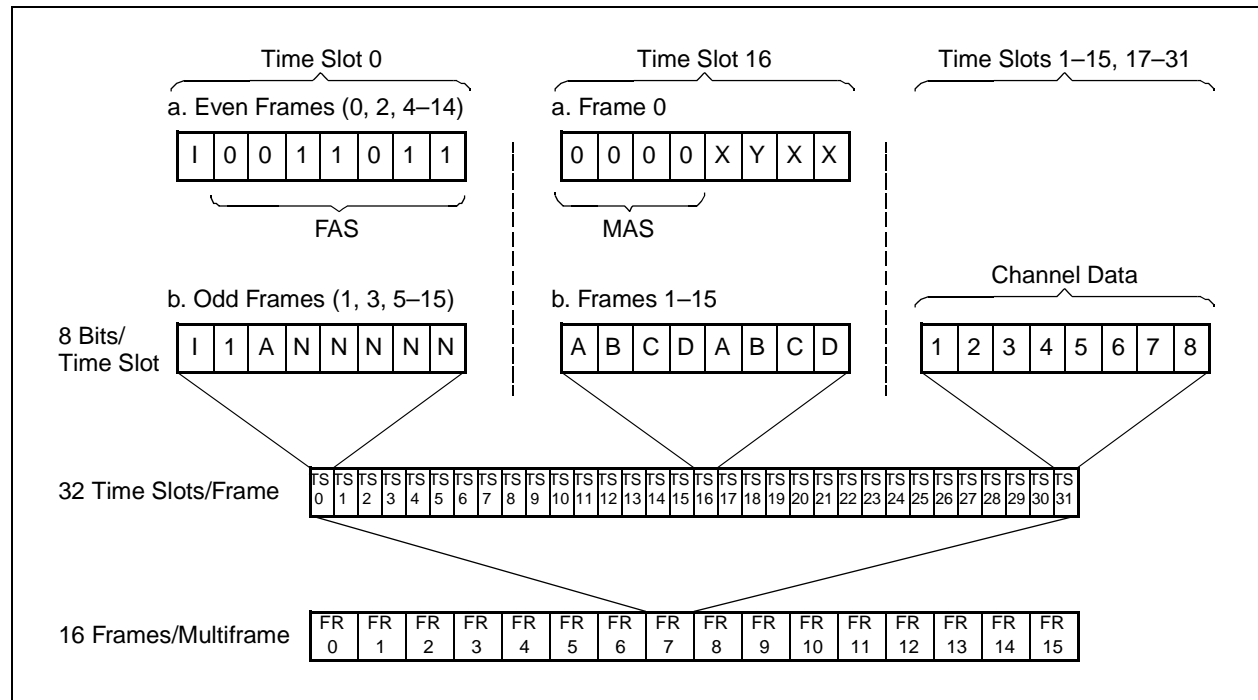 Time Slot 0 Time Slot 16 Time Slots 1–15, 17–31
a. Even Frames (0, 2, 4–14) a. Frame 0
I 0 0 1 1 0 1 1 0 0 0 0 X Y X X
FAS MAS
Channel Data
b. Odd Frames (1, 3, 5–15) b. Frames 1–15
8 Bits/
Time Slot
I 1 A N N N N N A B C D A B C D 1 2 3 4 5 6 7 8
32 Time Slots/Frame
TS TS TS TS TS TS TS TS TS TS TS TS TS TS TS TS TS TS TS TS TS TS TS TS TS TS TS TS TS TS TS TS
0 1 2 3 4 5 6 7 8 9 10 11 12 13 14 15 16 17 18 19 20 21 22 23 24 25 26 27 28 29 30 31
16 Frames/Multiframe
FR FR FR FR FR FR FR FR FR FR FR FR FR FR FR FR
0 1 2 3 4 5 6 7 8 9 10 11 12 13 14 15